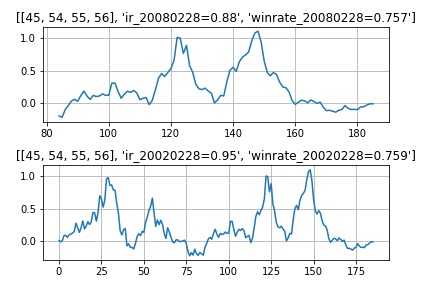 [[45, 54, 55, 56], 'ir_20080228=0.88', 'winrate_20080228=0.757']
1.0
0.5
0.0
80 100 120 140 160 180
[[45, 54, 55, 56], 'ir_20020228=0.95', 'winrate_20020228=0.759']
1.0
0.5
0.0
0 25 50 75 100 125 150 175